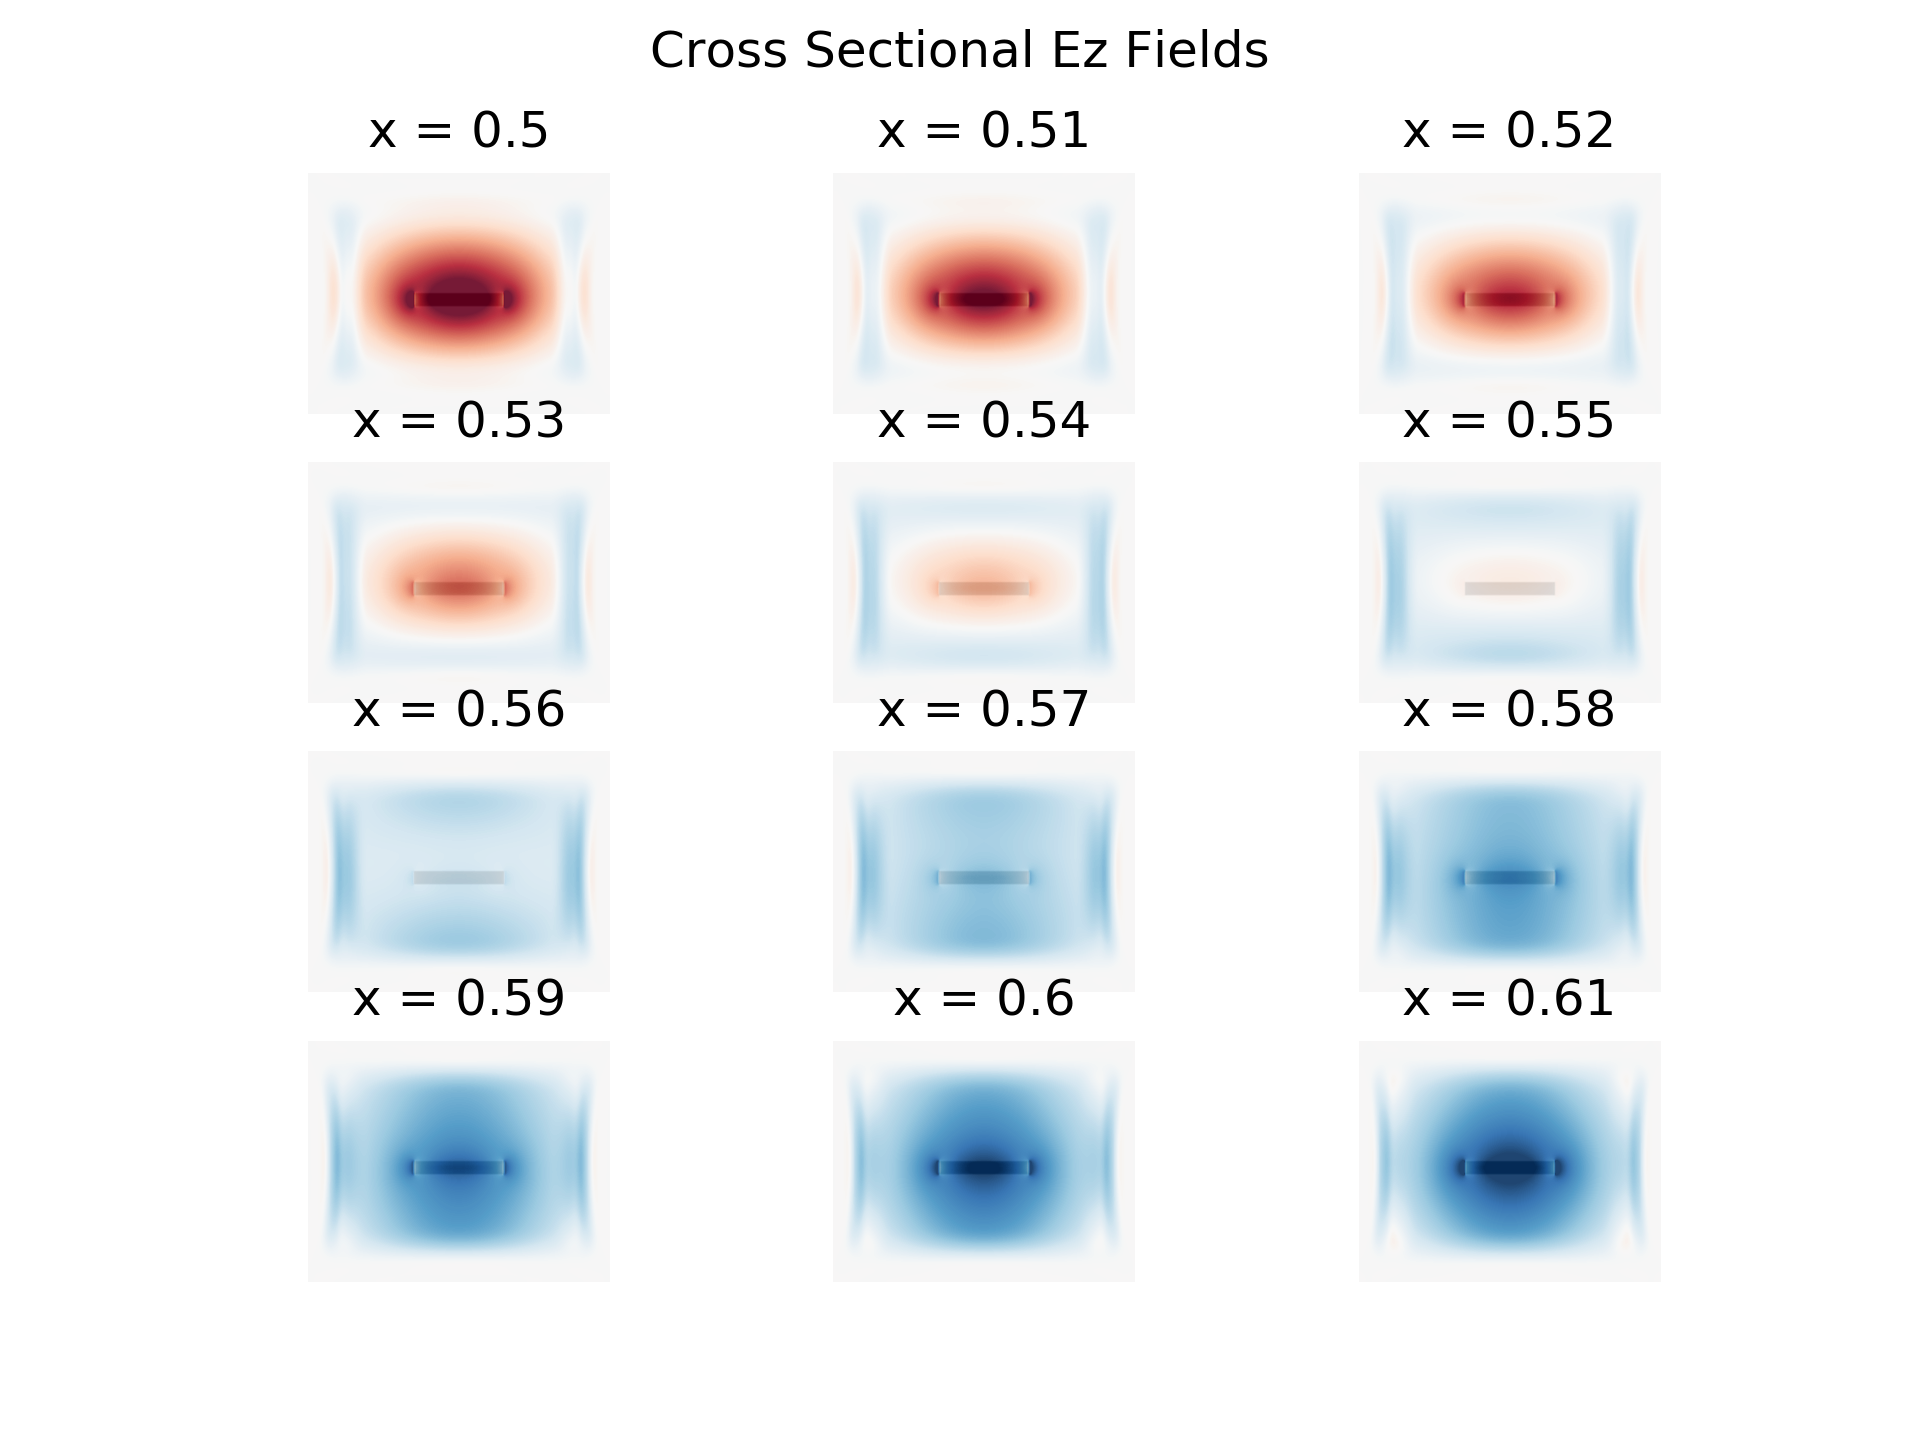 Cross Sectional Ez Fields
x = 0.5 x = 0.51 x = 0.52
x = 0.53 x = 0.54 x = 0.55
x = 0.56 x = 0.57 x = 0.58
x = 0.59 x = 0.6 x = 0.61